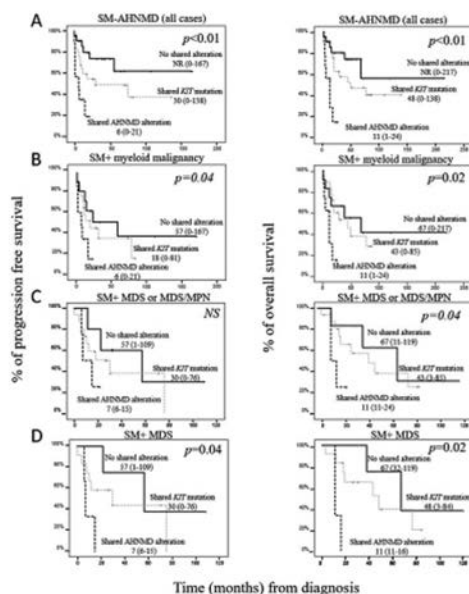 A
SM-AHNMD (all cases)
p<0.01
No shared alteration
NR (0-167)
Shared KIT mutation
30 (0-138)
Shared AHNMD alteration
6 (0-21)
p<0.01
No shared alteration
NR (0-217)
Shared KIT mutation
48 (0-138)
Shared AHNMD alteration
11 (1-24)
B
SM+ myeloid malignancy
p=0.04
No shared alteration
57 (0-167)
Shared KIT mutation
18 (0-81)
Shared AHNMD alteration
6 (0-21)
SM+ myeloid malignancy
p=0.02
No shared alteration
67 (0-217)
Shared KIT mutation
43 (0-85)
Shared AHNMD alteration
11 (1-24)
C
SM+ MDS or MDS/MPN
NS
No shared alteration
57 (1-109)
Shared KIT mutation
30 (0-76)
Shared AHNMD alteration
7 (6-15)
SM+ MDS or MDS/MPN
p=0.04
No shared alteration
67 (11-119)
Shared KIT mutation
43 (3-85)
Shared AHNMD alteration
11 (11-24)
D
SM+ MDS
p=0.04
No shared alteration
57 (1-109)
Shared KIT mutation
30 (0-76)
Shared AHNMD alteration
7 (6-15)
SM+ MDS
p=0.02
No shared alteration
67 (32-119)
Shared KIT mutation
48 (3-84)
Shared AHNMD alteration
11 (11-16)
% of progression free survival
% of overall survival
Time (months) from diagnosis